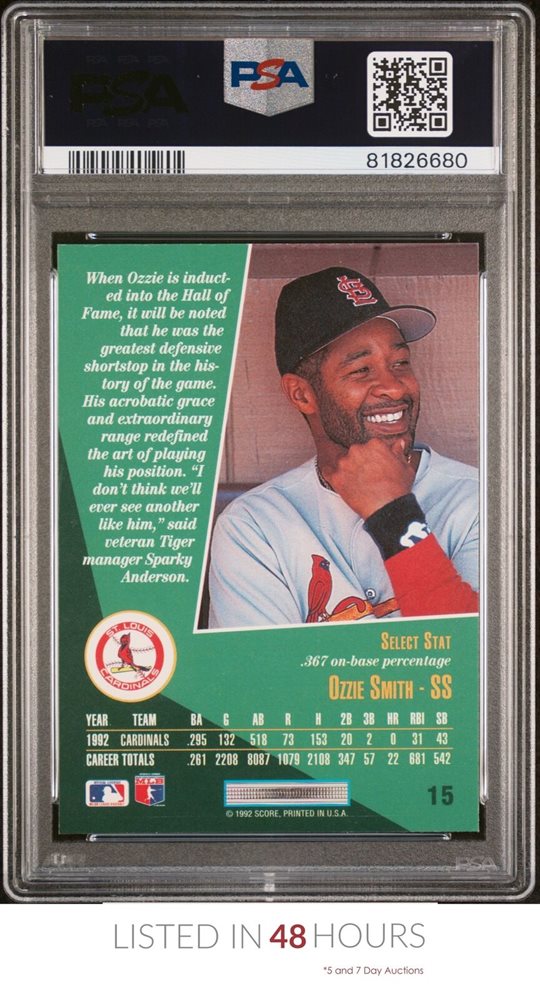 PSA
PSA
81826680
When Ozzie is induct-
ed into the Hall of
Fame, it will be noted
that he was the
greatest defensive
shortstop in the his-
tory of the game.
His acrobatic grace
and extraordinary
range redefined
the art of playing
his position. "I
don't think we'll
ever see another
like him," said
veteran Tiger
manager Sparky
Anderson.
StL
ST. LOUIS
CARDINALS
SELECT STAT
.367 on-base percentage
OZZIE SMITH - SS
YEAR TEAM BA G AB R H 2B 3B HR RBI SB
1992 CARDINALS .295 132 518 73 153 20 2 0 31 43
CAREER TOTALS .261 2208 8087 1079 2108 347 57 22 681 542
15
© 1992 SCORE, PRINTED IN U.S.A.
PSA
LISTED IN 48 HOURS
*5 and 7 Day Auctions